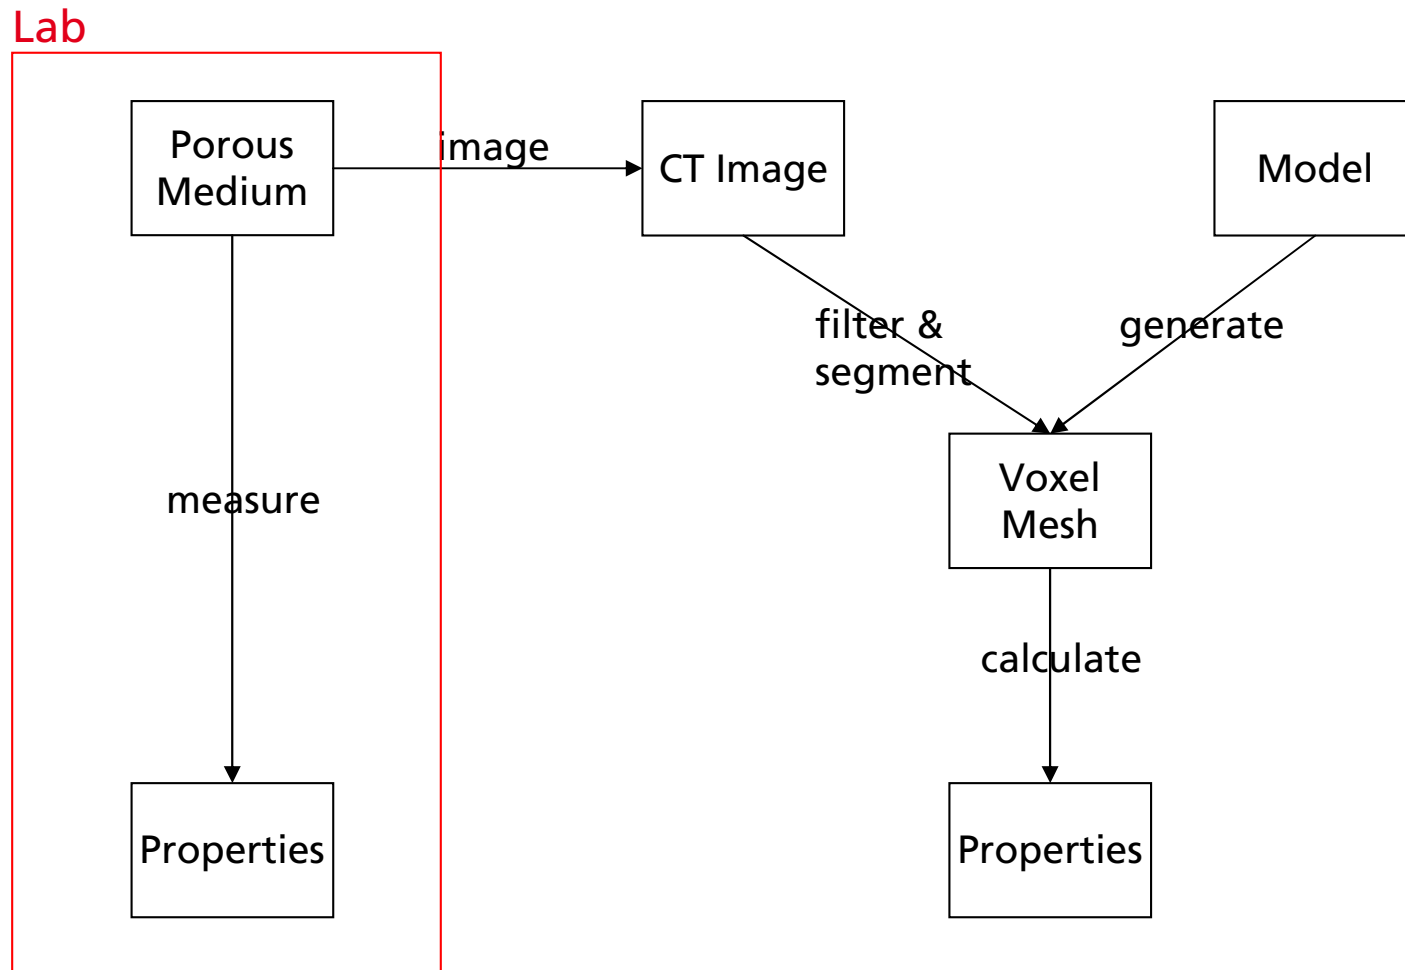 Lab
Porous
Medium
image
CT Image
Model
filter &
segment
generate
measure
Voxel
Mesh
calculate
Properties
Properties